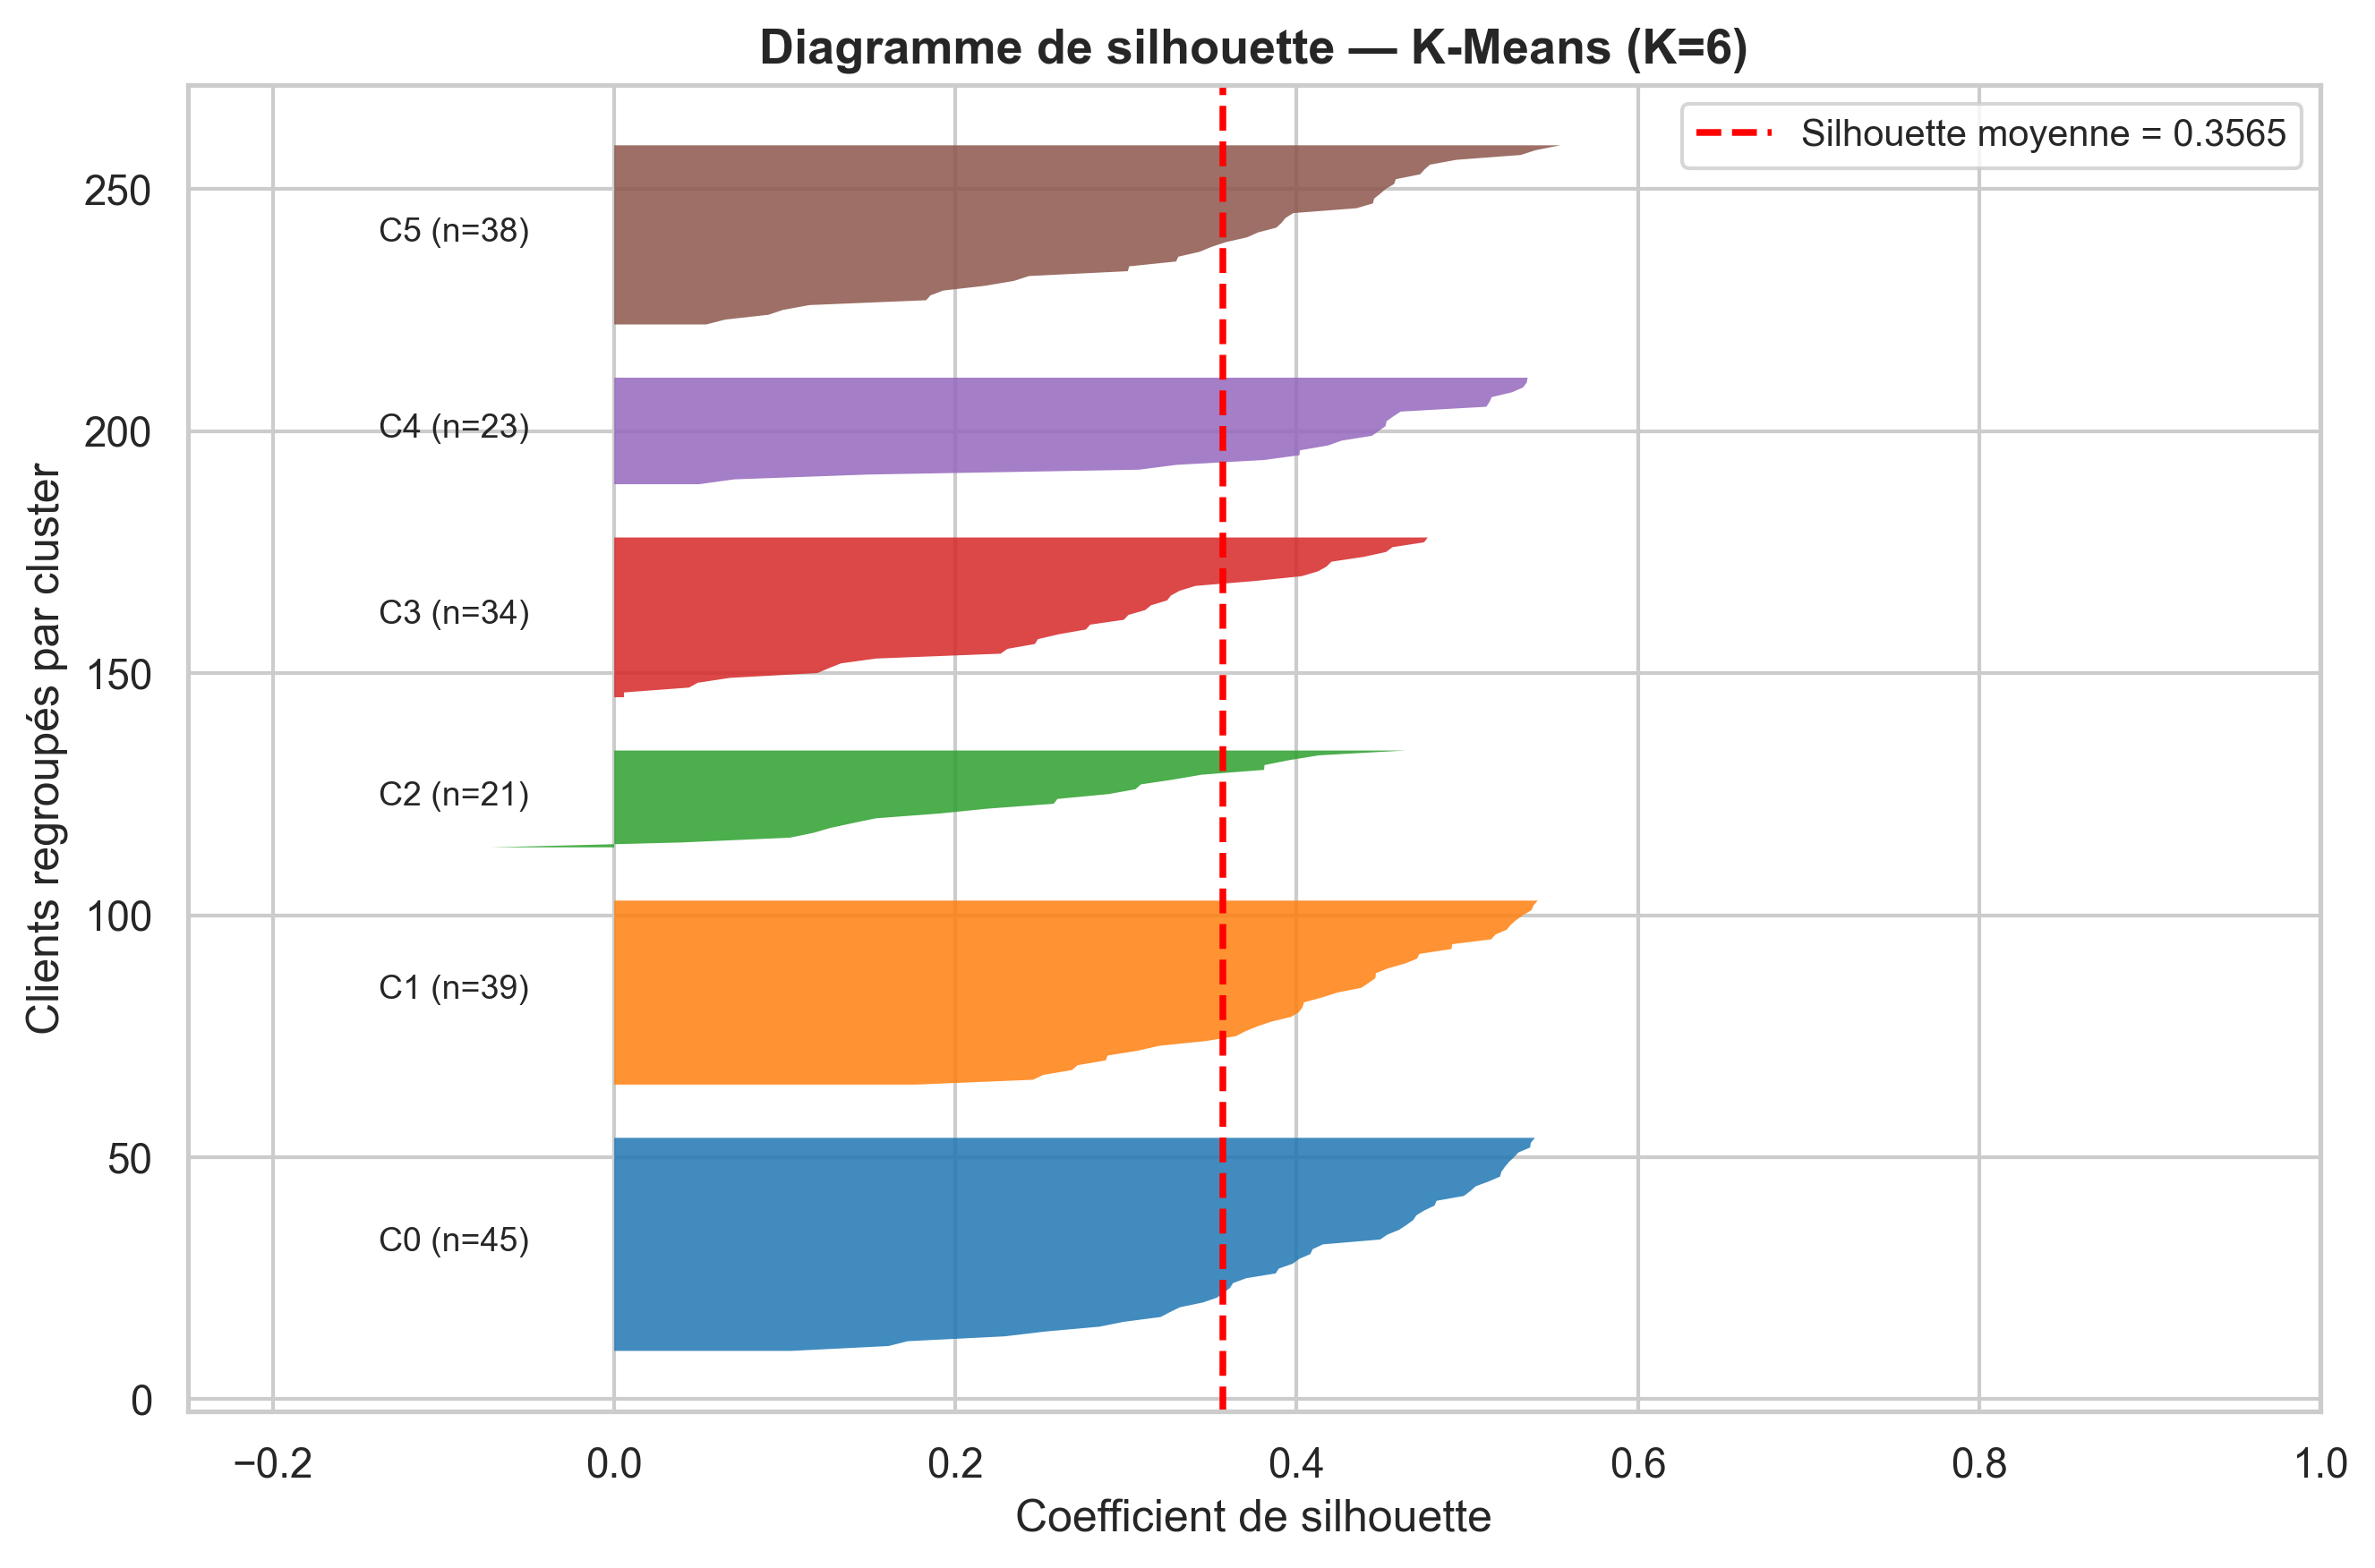 Diagramme de silhouette — K-Means (K=6)
Silhouette moyenne = 0.3565
Clients regroupés par cluster
250
200
150
100
50
0
C5 (n=38)
C4 (n=23)
C3 (n=34)
C2 (n=21)
C1 (n=39)
C0 (n=45)
−0.2
0.0
0.2
0.4
0.6
0.8
1.0
Coefficient de silhouette